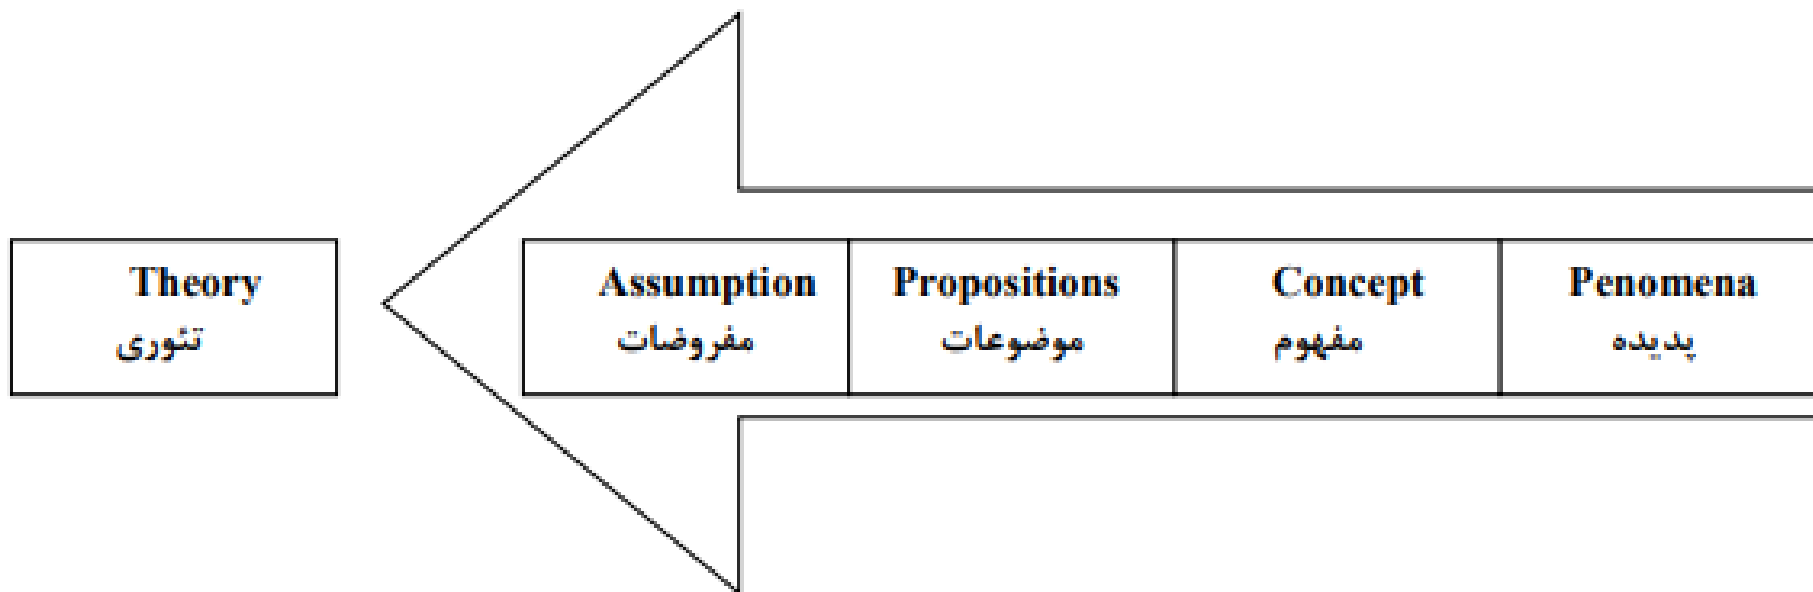 Theory
تئوری
Assumption
مفروضات
Propositions
موضوعات
Concept
مفهوم
Penomena
پدیده